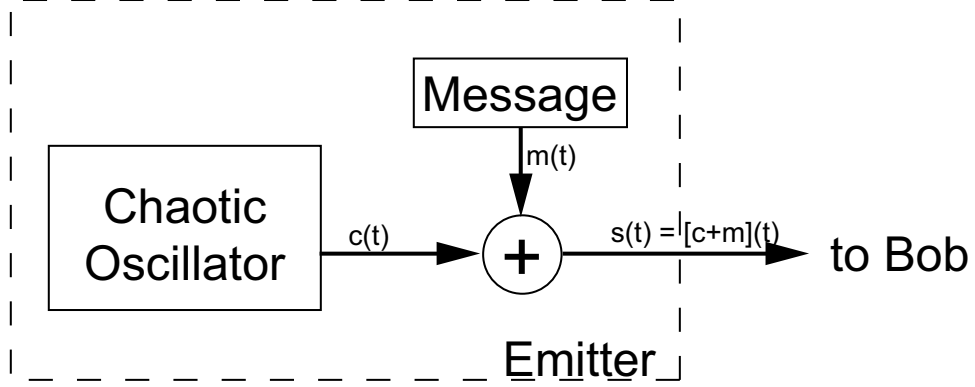 Message
m(t)
Chaotic
Oscillator
c(t)
+
s(t) = [c+m](t)
to Bob
Emitter